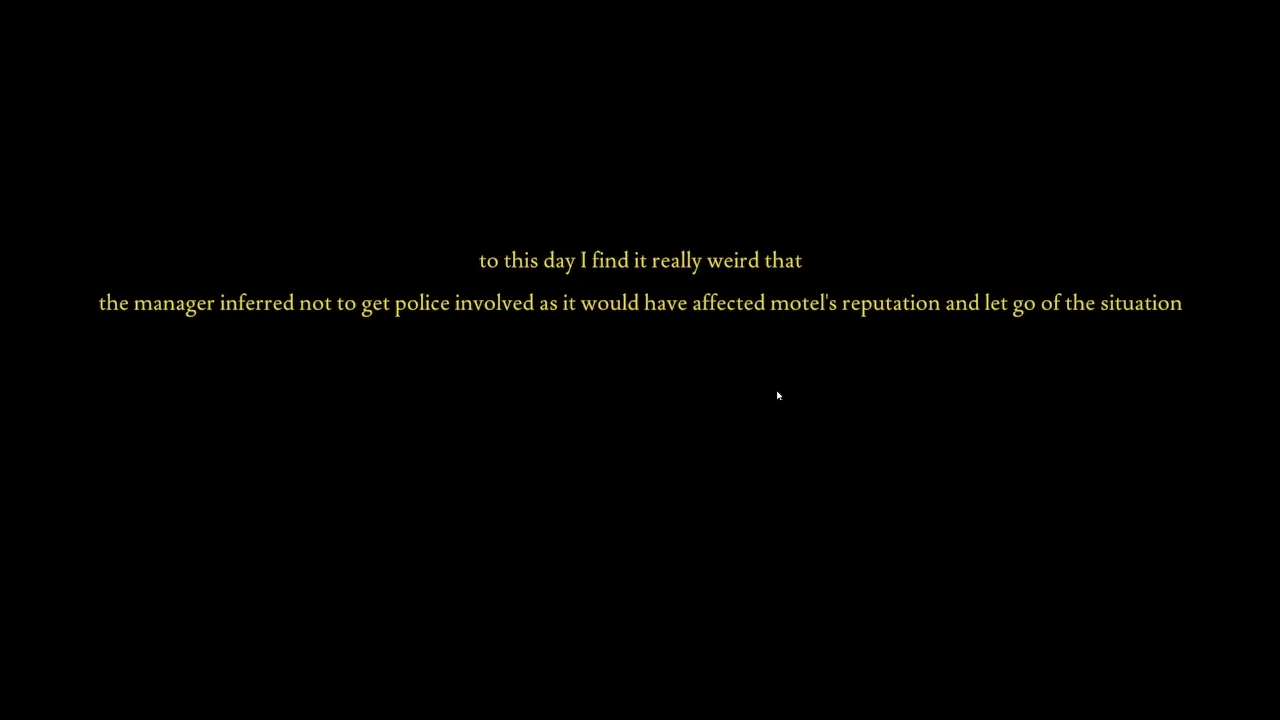 to this day I find it really weird that
the manager inferred not to get police involved as it would have affected motel's reputation and let go of the situation